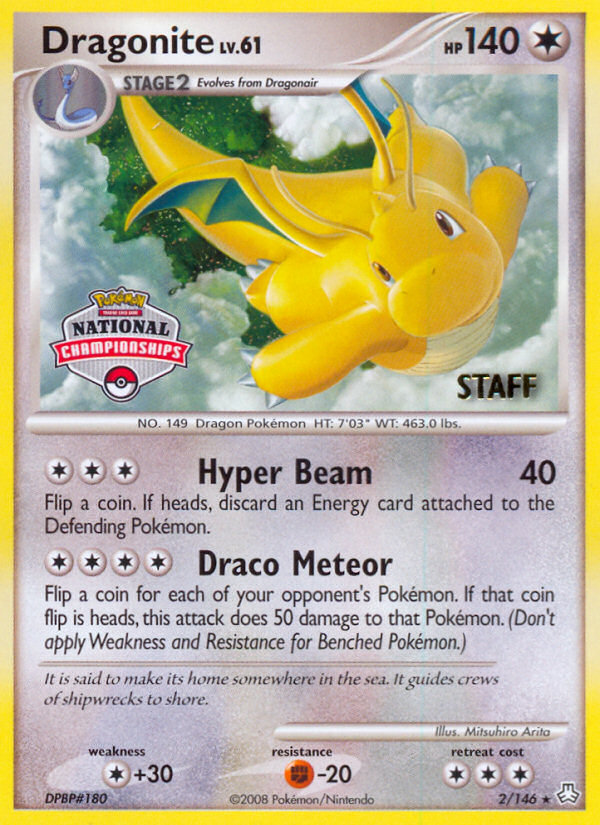 Dragonite LV.61 HP 140
STAGE2 Evolves from Dragonair
Pokémon
TRADING CARD GAME
NATIONAL
CHAMPIONSHIPS
STAFF
NO. 149 Dragon Pokémon HT: 7'03" WT: 463.0 lbs.
Hyper Beam 40
Flip a coin. If heads, discard an Energy card attached to the
Defending Pokémon.
Draco Meteor
Flip a coin for each of your opponent's Pokémon. If that coin
flip is heads, this attack does 50 damage to that Pokémon. (Don't
apply Weakness and Resistance for Benched Pokémon.)
It is said to make its home somewhere in the sea. It guides crews
of shipwrecks to shore.
Illus. Mitsuhiro Arita
weakness resistance retreat cost
+30 -20
DPBP#180 ©2008 Pokémon/Nintendo 2/146 ★